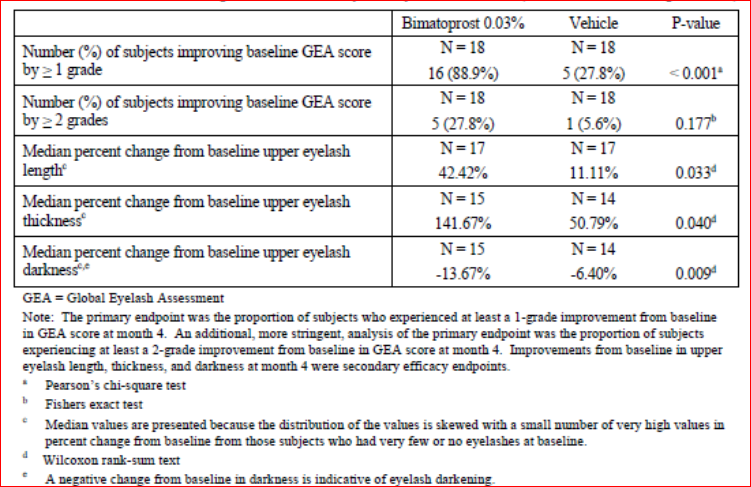 Bimatoprost 0.03% Vehicle P-value
Number (%) of subjects improving baseline GEA score
by ≥ 1 grade
N = 18 N = 18
16 (88.9%) 5 (27.8%) < 0.001ᵃ
Number (%) of subjects improving baseline GEA score
by ≥ 2 grades
N = 18 N = 18
5 (27.8%) 1 (5.6%) 0.177ᵇ
Median percent change from baseline upper eyelash
lengthᶜ
N = 17 N = 17
42.42% 11.11% 0.033ᵈ
Median percent change from baseline upper eyelash
thicknessᶜ
N = 15 N = 14
141.67% 50.79% 0.040ᵈ
Median percent change from baseline upper eyelash
darknessᶜ,ᵉ
N = 15 N = 14
-13.67% -6.40% 0.009ᵈ
GEA = Global Eyelash Assessment
Note: The primary endpoint was the proportion of subjects who experienced at least a 1-grade improvement from baseline
in GEA score at month 4. An additional, more stringent, analysis of the primary endpoint was the proportion of subjects
experiencing at least a 2-grade improvement from baseline in GEA score at month 4. Improvements from baseline in upper
eyelash length, thickness, and darkness at month 4 were secondary efficacy endpoints.
ᵃ Pearson's chi-square test
ᵇ Fishers exact test
ᶜ Median values are presented because the distribution of the values is skewed with a small number of very high values in
percent change from baseline from those subjects who had very few or no eyelashes at baseline.
ᵈ Wilcoxon rank-sum text
ᵉ A negative change from baseline in darkness is indicative of eyelash darkening.